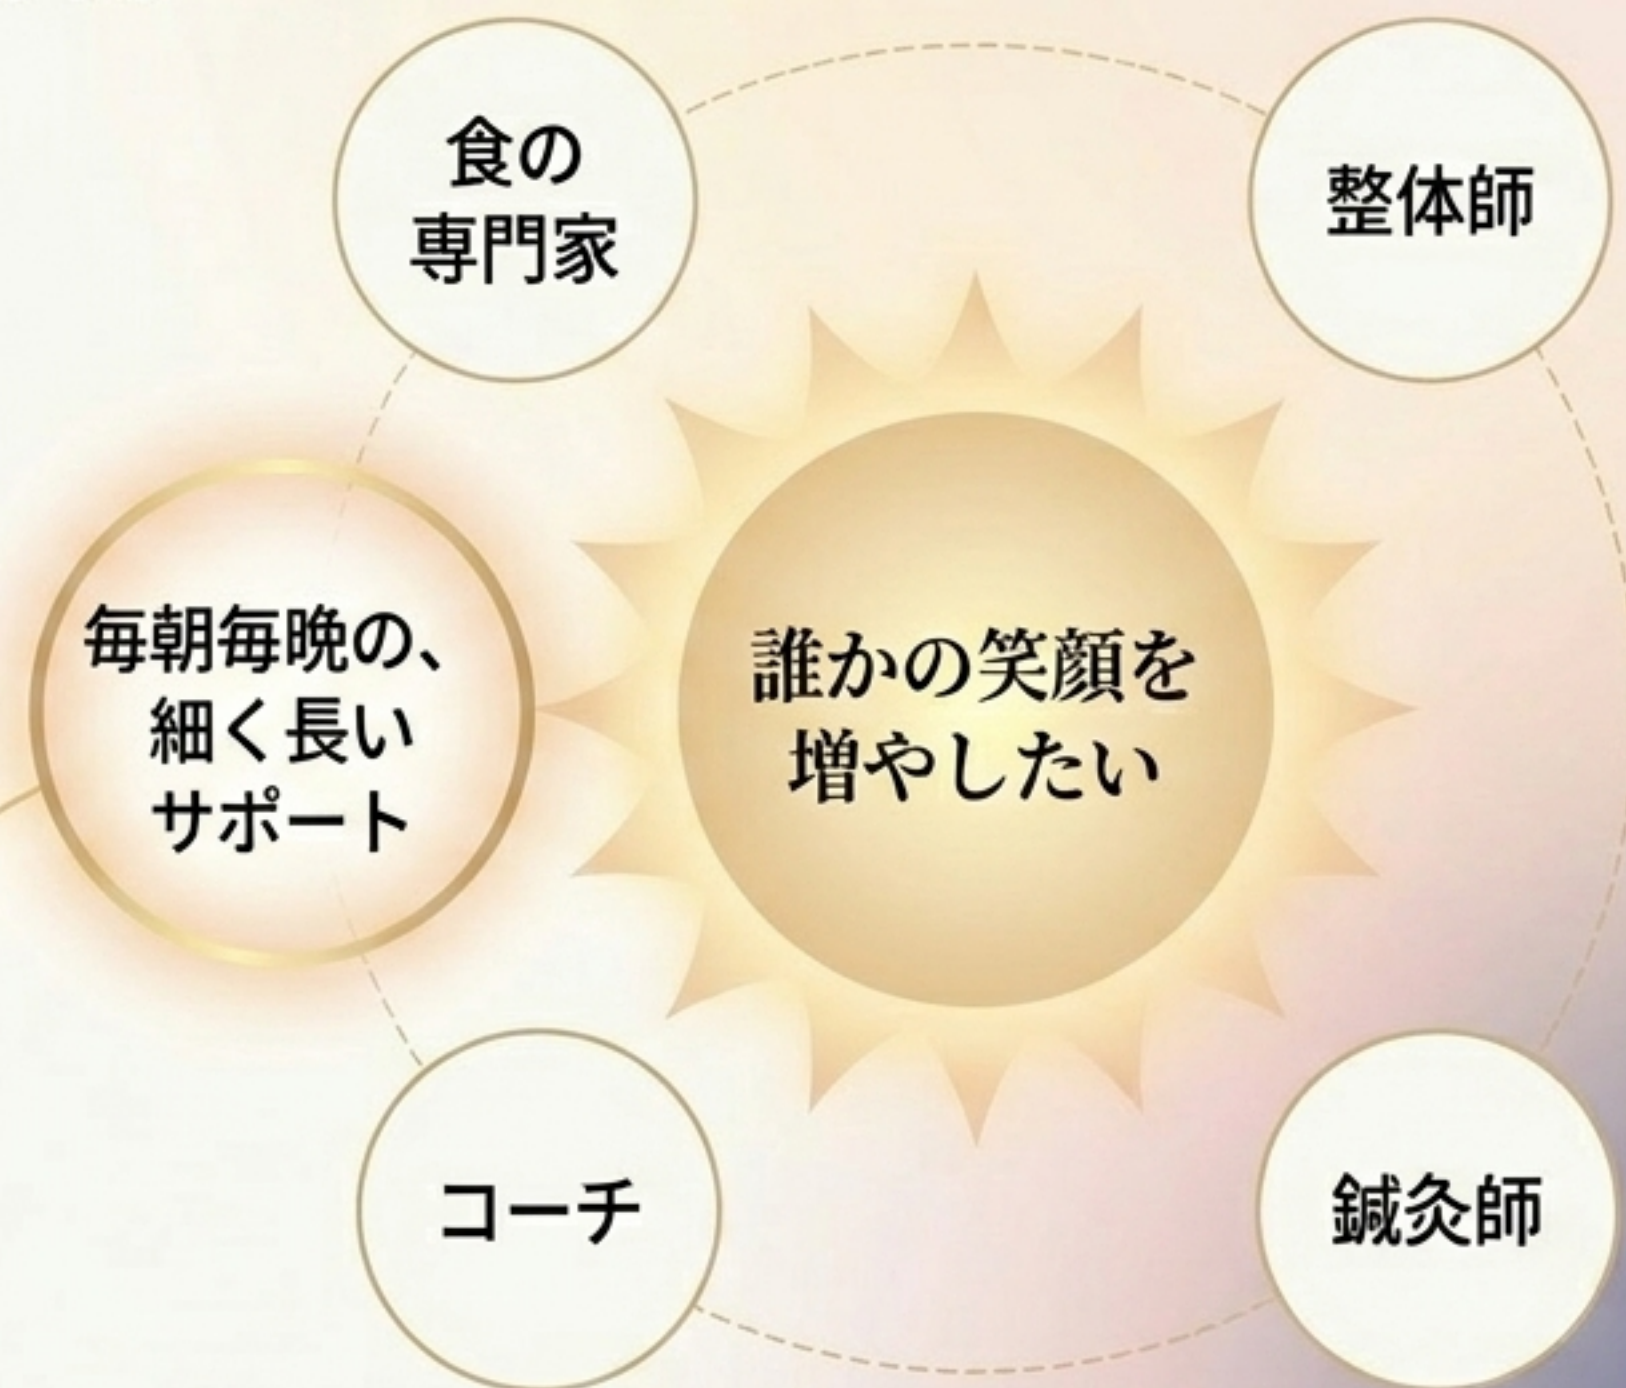 食の
専門家
整体師
毎朝毎晩の、
細く長い
サポート
誰かの笑顔を
増やしたい
コーチ
鍼灸師